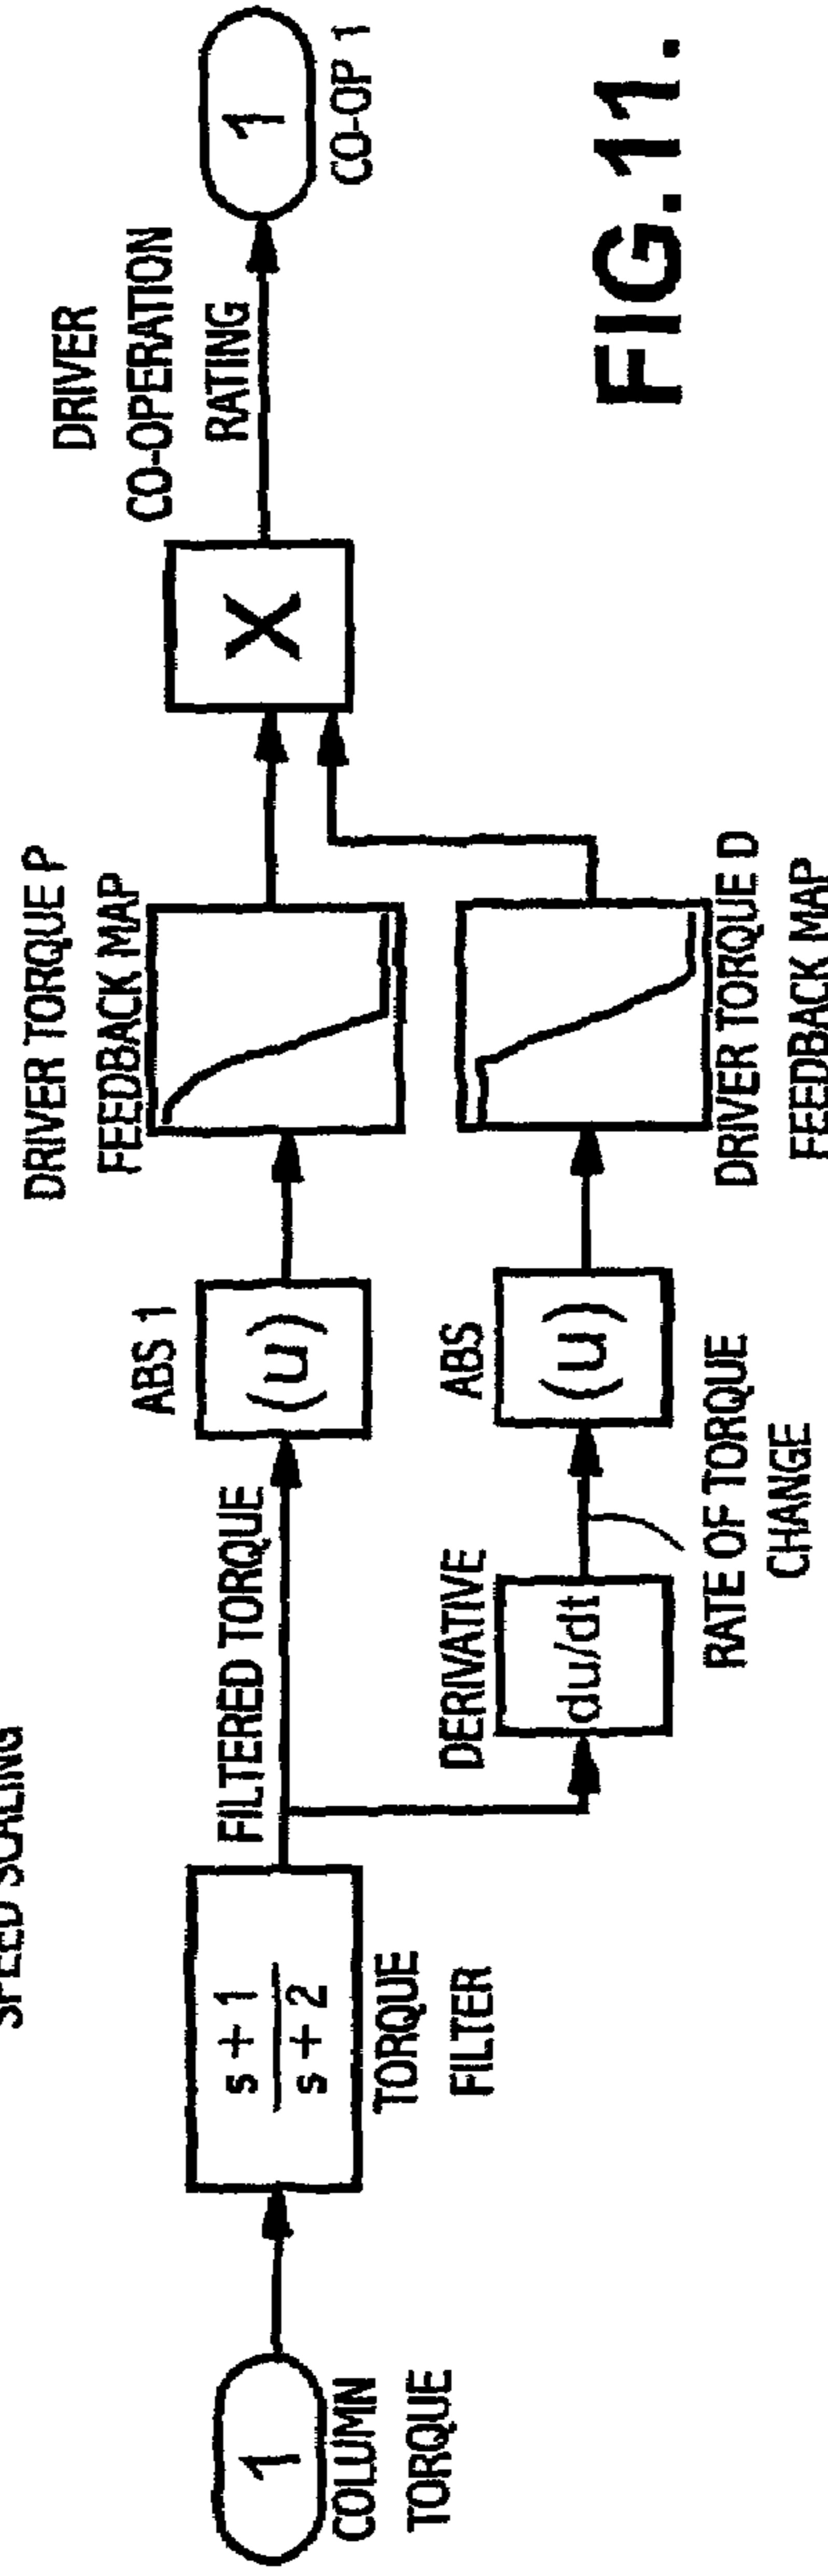 SPEED SCALING
1
COLUMN
TORQUE
s + 1
s + 2
TORQUE
FILTER
FILTERED TORQUE
DERIVATIVE
du/dt
RATE OF TORQUE
CHANGE
ABS 1
(u)
ABS
(u)
DRIVER TORQUE P
FEEDBACK MAP
DRIVER TORQUE D
FEEDBACK MAP
X
DRIVER
CO-OPERATION
RATING
1
CO-OP 1
FIG.11.